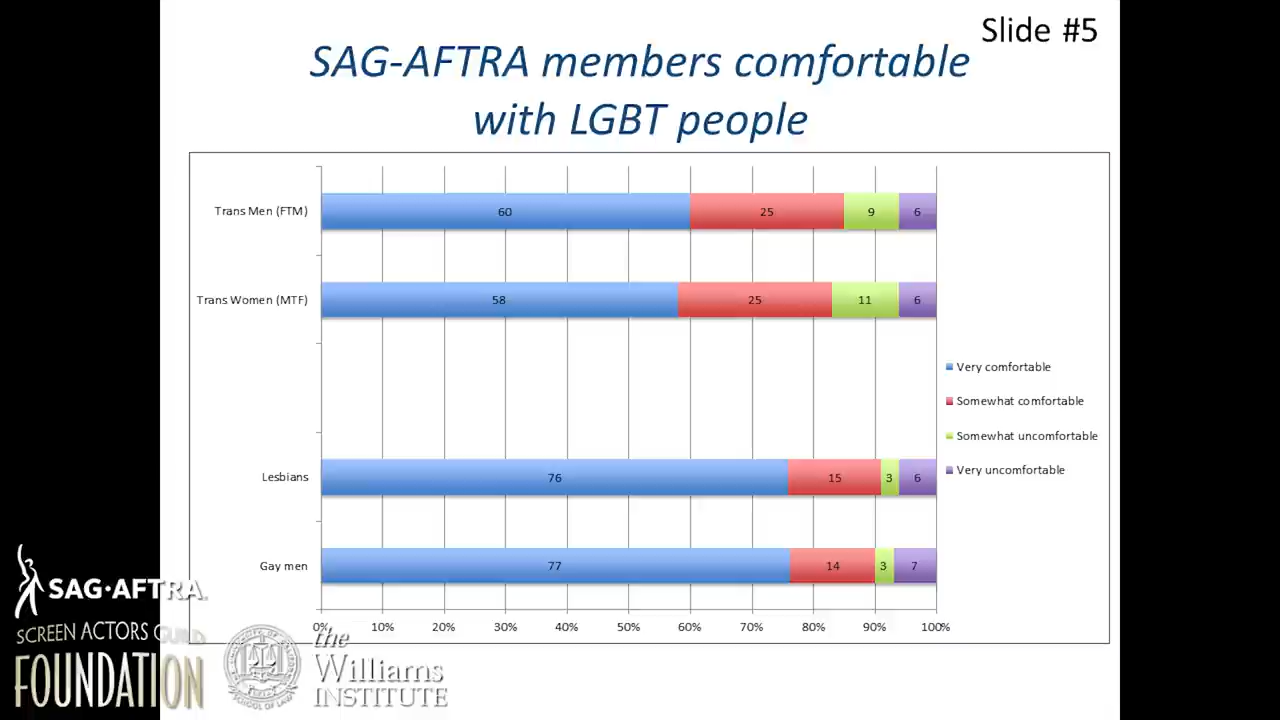 Slide #5
SAG-AFTRA members comfortable
with LGBT people
Trans Men (FTM)
60
25
9
6
Trans Women (MTF)
58
25
11
6
Very comfortable
Somewhat comfortable
Somewhat uncomfortable
Very uncomfortable
Lesbians
76
15
3
6
Gay men
77
14
3
7
0% 10% 20% 30% 40% 50% 60% 70% 80% 90% 100%
SAG·AFTRA
SCREEN ACTORS GUILD
FOUNDATION
the
Williams
INSTITUTE